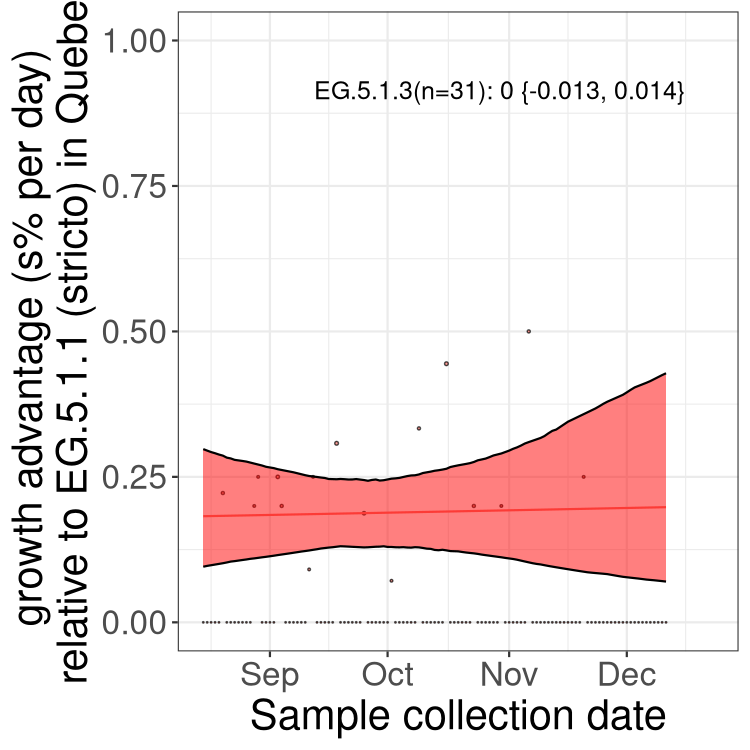 growth advantage (s% per day)
relative to EG.5.1.1 (stricto) in Quebe
1.00
0.75
0.50
0.25
0.00
EG.5.1.3(n=31): 0 {-0.013, 0.014}
Sep Oct Nov Dec
Sample collection date